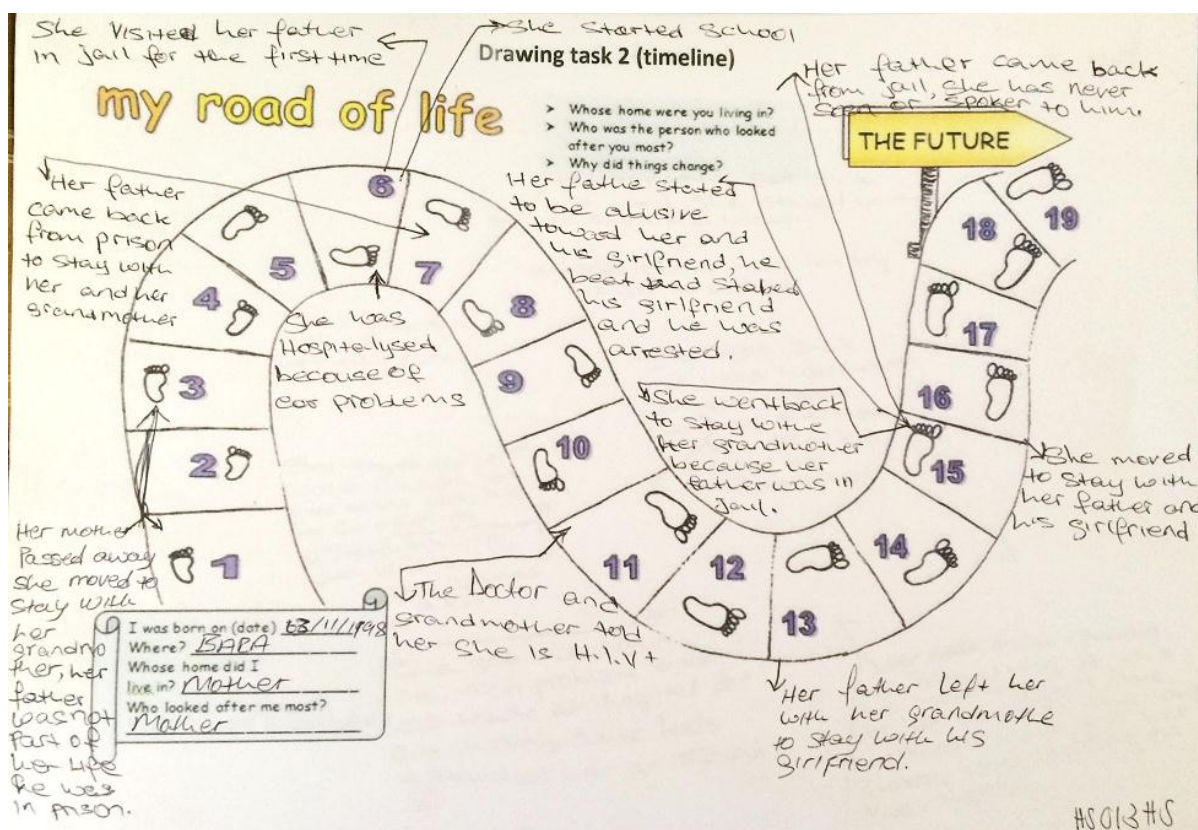 She Visited her father
in jail for the first time
She Started School
Drawing task 2 (timeline)
my road of life
➤ Whose home were you living in?
➤ Who was the person who looked
after you most?
➤ Why did things change?
Her father came back
from jail, she has never
seen or spoken to him.
THE FUTURE
Her father
came back
from prison
to stay with
her and her
grandmother
Her fathe started
to be abusive
toward her and
his girlfriend, he
beat and stabed
his girlfriend
and he was
arrested.
She was
Hospitalysed
because of
ear problems
She went back
to stay withe
her grandmother
because her
father was in
Jail.
She moved
to stay with
her father and
his girlfriend
1
2
3
4
5
6
7
8
9
10
11
12
13
14
15
16
17
18
19
Her mother
Passed away
she moved to
stay with
her
grandmo
ther, her
father
was not
Part of
her life
he was
in prison.
I was born on (date) 03/11/1998
Where? BARA
Whose home did I
live in? Mother
Who looked after me most?
Mother
The Doctor and
grandmother told
her she is H.I.V+
Her father Left her
with her grandmothe
to stay with his
girlfriend.
HS013HS